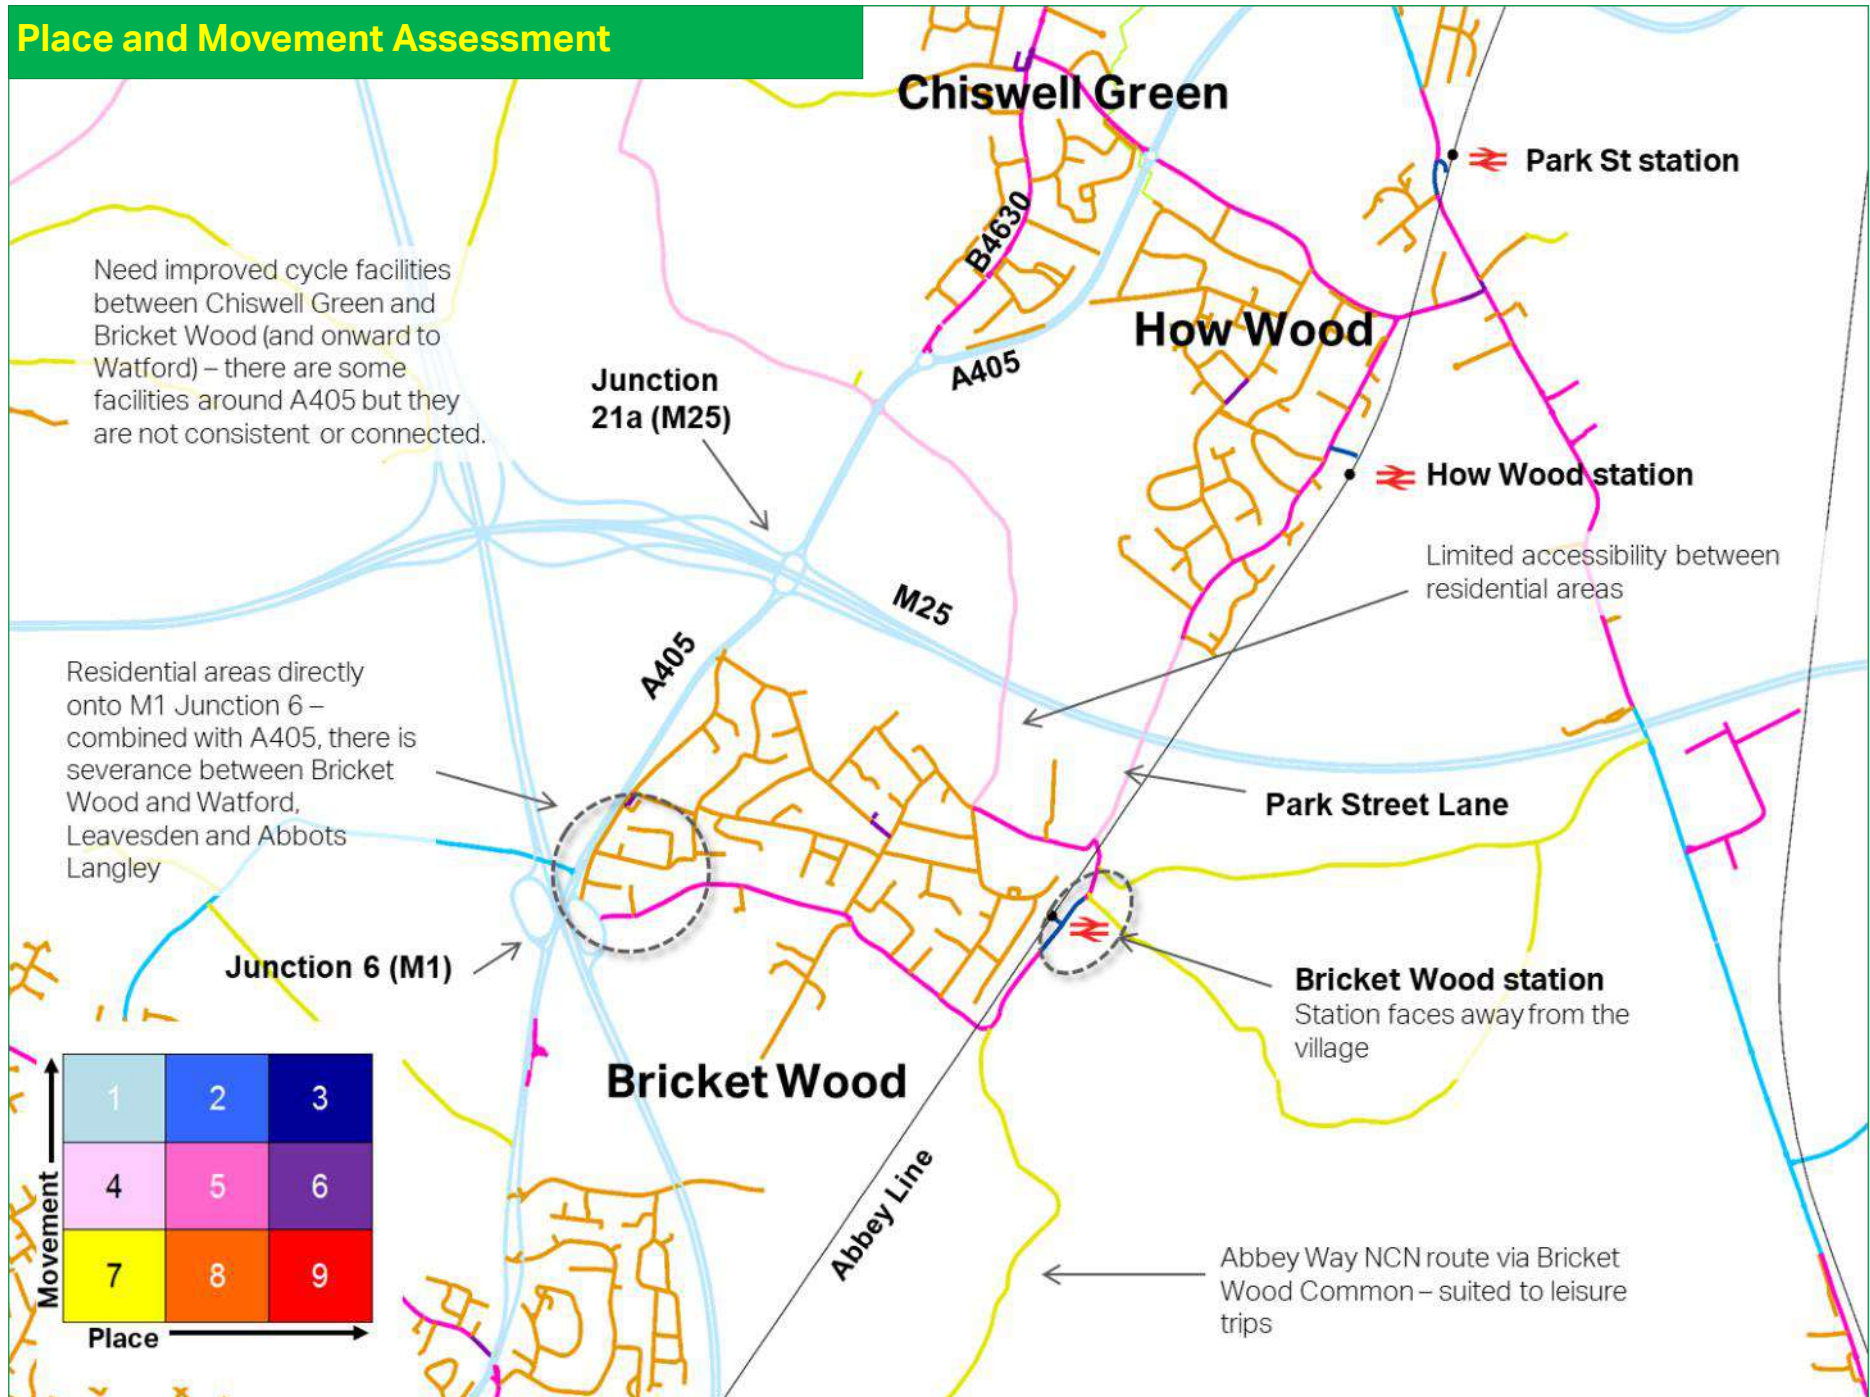 Place and Movement Assessment
Chiswell Green
Park St station
B4630
Need improved cycle facilities
between Chiswell Green and
Bricket Wood (and onward to
Watford) – there are some
facilities around A405 but they
are not consistent or connected.
How Wood
A405
Junction
21a (M25)
How Wood station
Limited accessibility between
residential areas
M25
A405
Residential areas directly
onto M1 Junction 6 –
combined with A405, there is
severance between Bricket
Wood and Watford,
Leavesden and Abbots
Langley
Park Street Lane
Junction 6 (M1)
Bricket Wood station
Station faces away from the
village
Bricket Wood
Abbey Line
Abbey Way NCN route via Bricket
Wood Common – suited to leisure
trips
Movement
1 2 3
4 5 6
7 8 9
Place